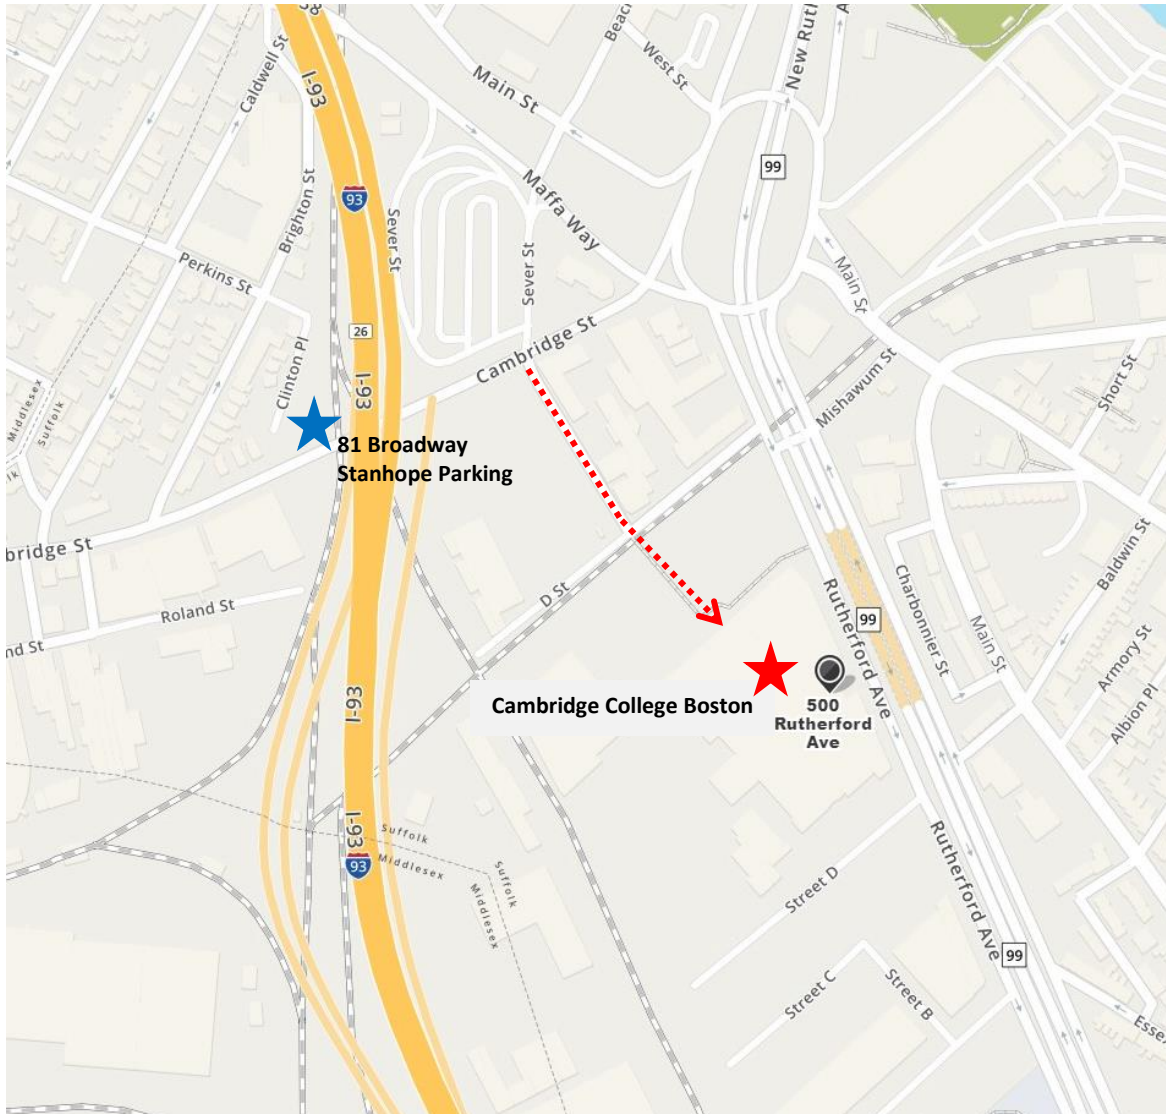 38
I-93
Caldwell St
Beac
West St
New Ruth
A
Main St
99
Maffa Way
93
Brighton St
Sever St
Sever St
Perkins St
Main St
26
Clinton Pl
I-93
Cambridge St
Mishawum St
Short St
Middlesex
Suffolk
81 Broadway
Stanhope Parking
bridge St
Roland St
nd St
D St
Rutherford Ave
99
Charbonnier St
Main St
Baldwin St
Armory St
Albion Pl
Cambridge College Boston
500
Rutherford
Ave
I-93
I-93
93
Suffolk
Middlesex
Suffolk
Middlesex
Rutherford Ave
Street D
Street C
Street B
99
Essex